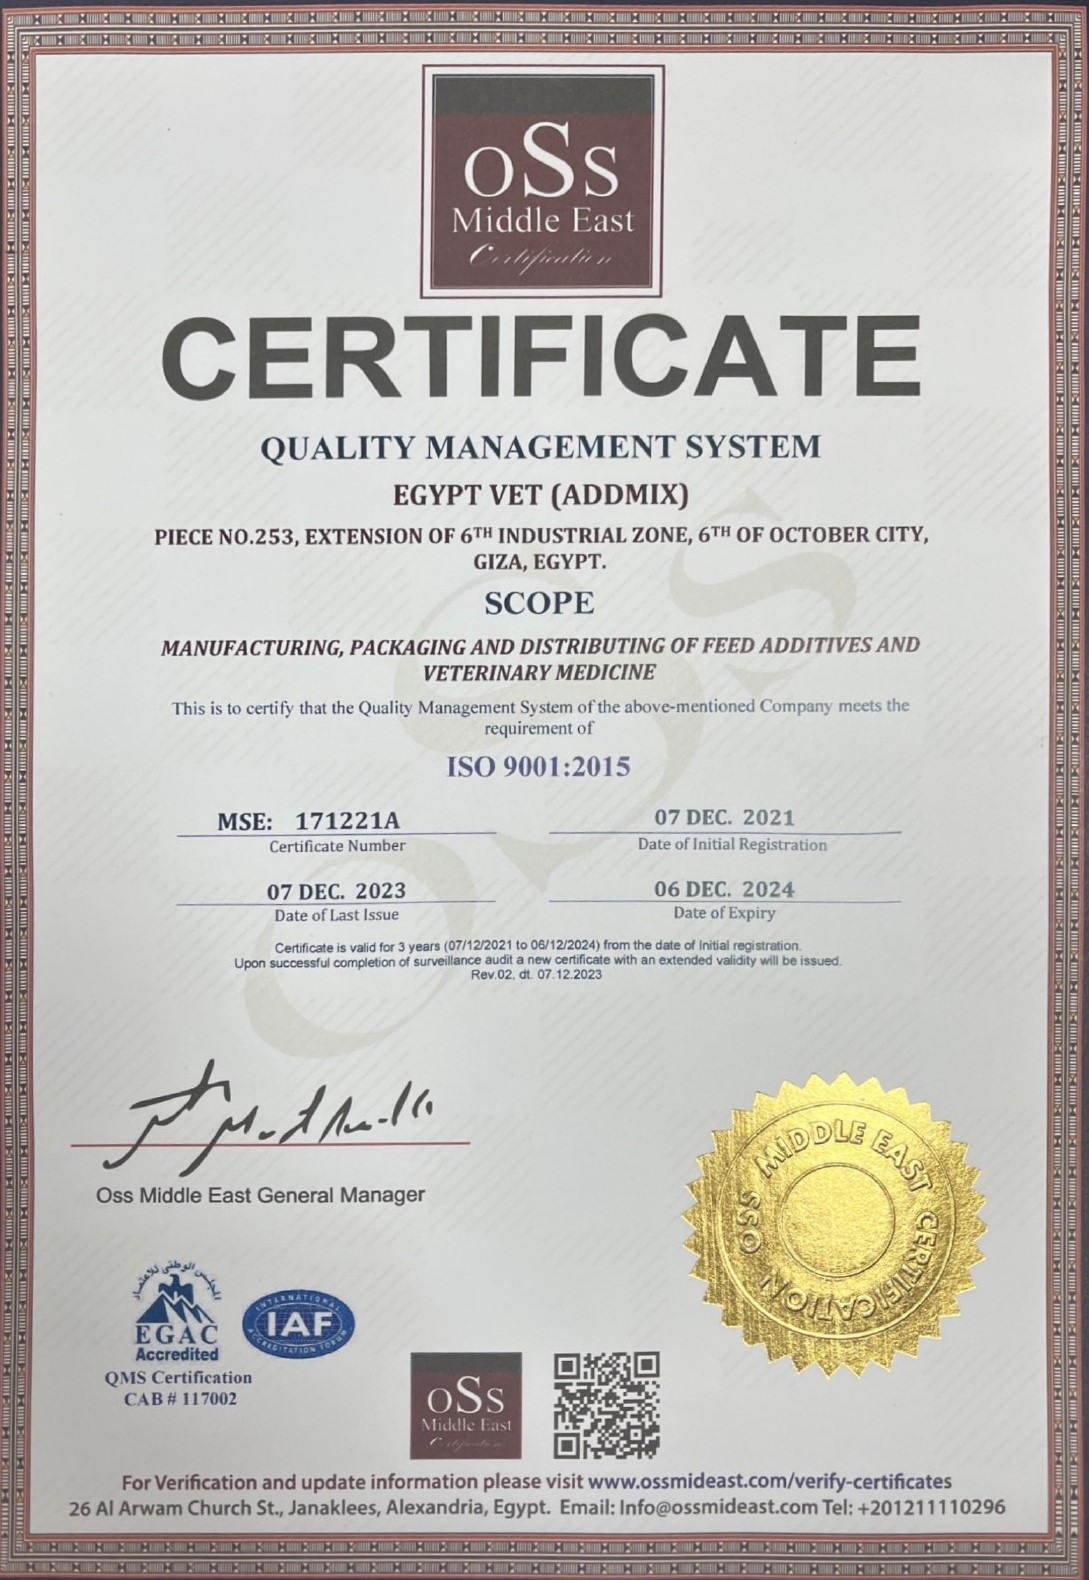 oSs
Middle East
Certification
CERTIFICATE
QUALITY MANAGEMENT SYSTEM
EGYPT VET (ADDMIX)
PIECE NO.253, EXTENSION OF 6TH INDUSTRIAL ZONE, 6TH OF OCTOBER CITY,
GIZA, EGYPT.
SCOPE
MANUFACTURING, PACKAGING AND DISTRIBUTING OF FEED ADDITIVES AND
VETERINARY MEDICINE
This is to certify that the Quality Management System of the above-mentioned Company meets the
requirement of
ISO 9001:2015
MSE: 171221A
Certificate Number
07 DEC. 2021
Date of Initial Registration
07 DEC. 2023
Date of Last Issue
06 DEC. 2024
Date of Expiry
Certificate is valid for 3 years (07/12/2021 to 06/12/2024) from the date of Initial registration.
Upon successful completion of surveillance audit a new certificate with an extended validity will be issued.
Rev.02, dt. 07.12.2023
Oss Middle East General Manager
OSS MIDDLE EAST CERTIFICATION
المجلس الوطني للاعتماد
EGAC
Accredited
QMS Certification
CAB # 117002
INTERNATIONAL
IAF
ACCREDITATION FORUM
oSs
Middle East
Certification
For Verification and update information please visit www.ossmideast.com/verify-certificates
26 Al Arwam Church St., Janaklees, Alexandria, Egypt. Email: Info@ossmideast.com Tel: +201211110296